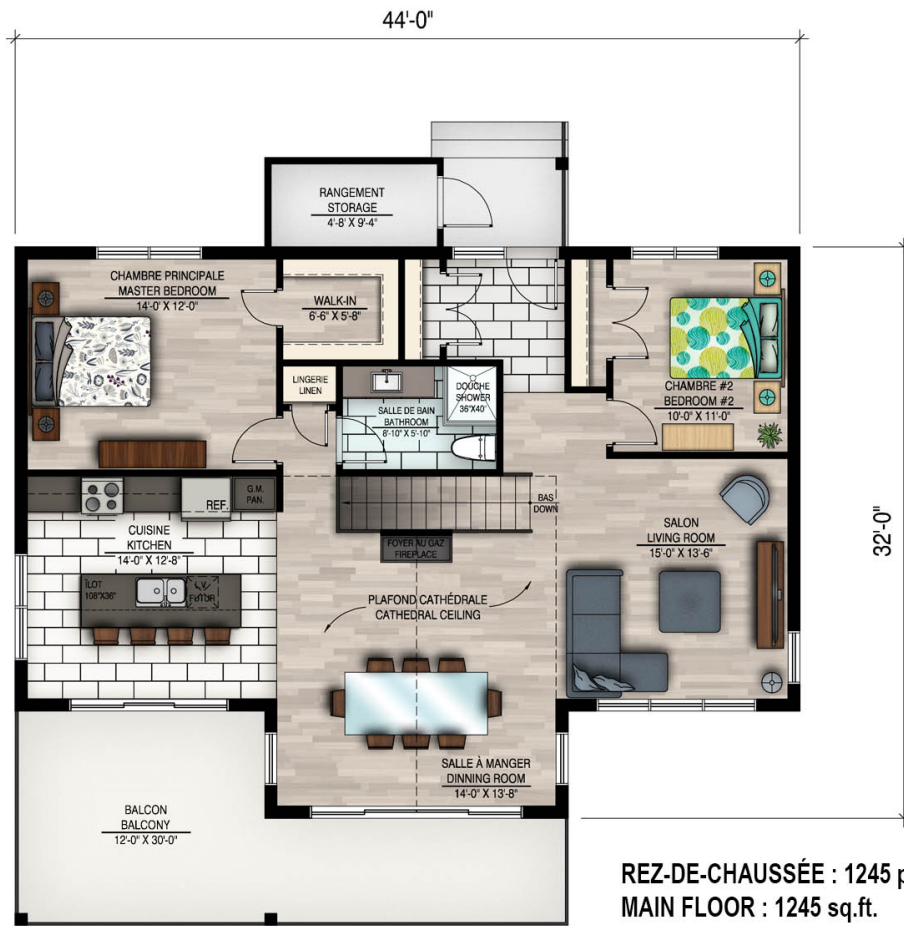 44'-0"
RANGEMENT
STORAGE
4'-8' X 9'-4"
CHAMBRE PRINCIPALE
MASTER BEDROOM
14'-0' X 12'-0"
WALK-IN
6'-6" X 5'-8"
LINGERIE
LINEN
DOUCHE
SHOWER
36"X40"
SALLE DE BAIN
BATHROOM
8'-10" X 5'-10"
CHAMBRE #2
BEDROOM #2
10'-0" X 11'-0"
REF.
G.M.
PAN.
BAS
DOWN
CUISINE
KITCHEN
14'-0" X 12'-8"
FOYER AU GAZ
FIREPLACE
SALON
LIVING ROOM
15'-0" X 13'-6"
32'-0"
ÎLOT
108"X36"
L.V.
FUTUR
PLAFOND CATHÉDRALE
CATHEDRAL CEILING
SALLE À MANGER
DINNING ROOM
14'-0" X 13'-8"
BALCON
BALCONY
12'-0" X 30'-0"
REZ-DE-CHAUSSÉE : 1245 p
MAIN FLOOR : 1245 sq.ft.